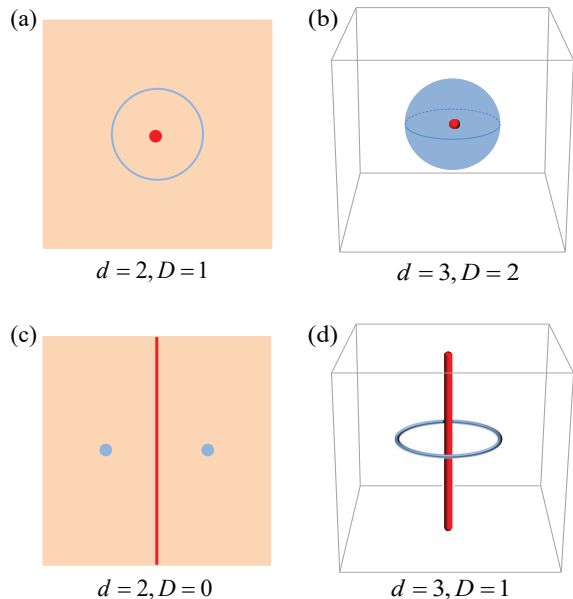 (a)
(b)
d = 2, D = 1
d = 3, D = 2
(c)
(d)
d = 2, D = 0
d = 3, D = 1